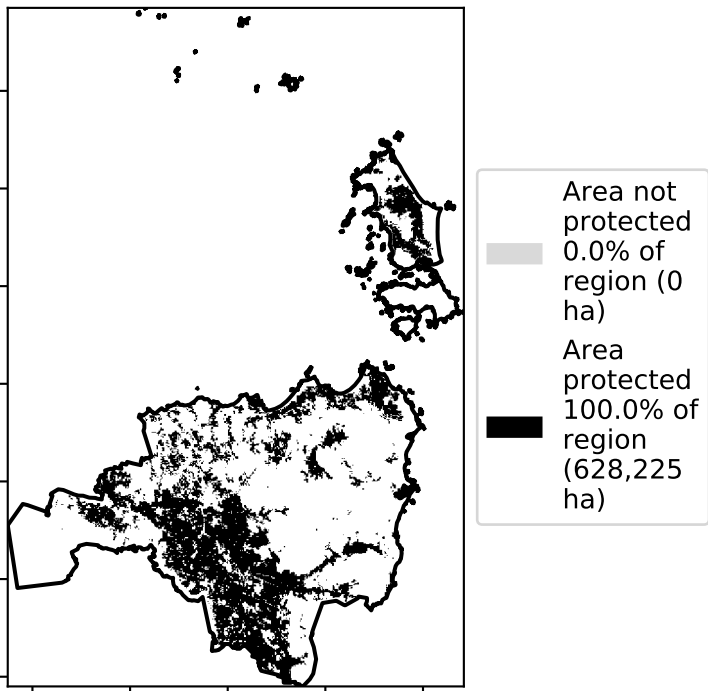 Area not
protected
0.0% of
region (0
ha)
Area
protected
100.0% of
region
(628,225
ha)